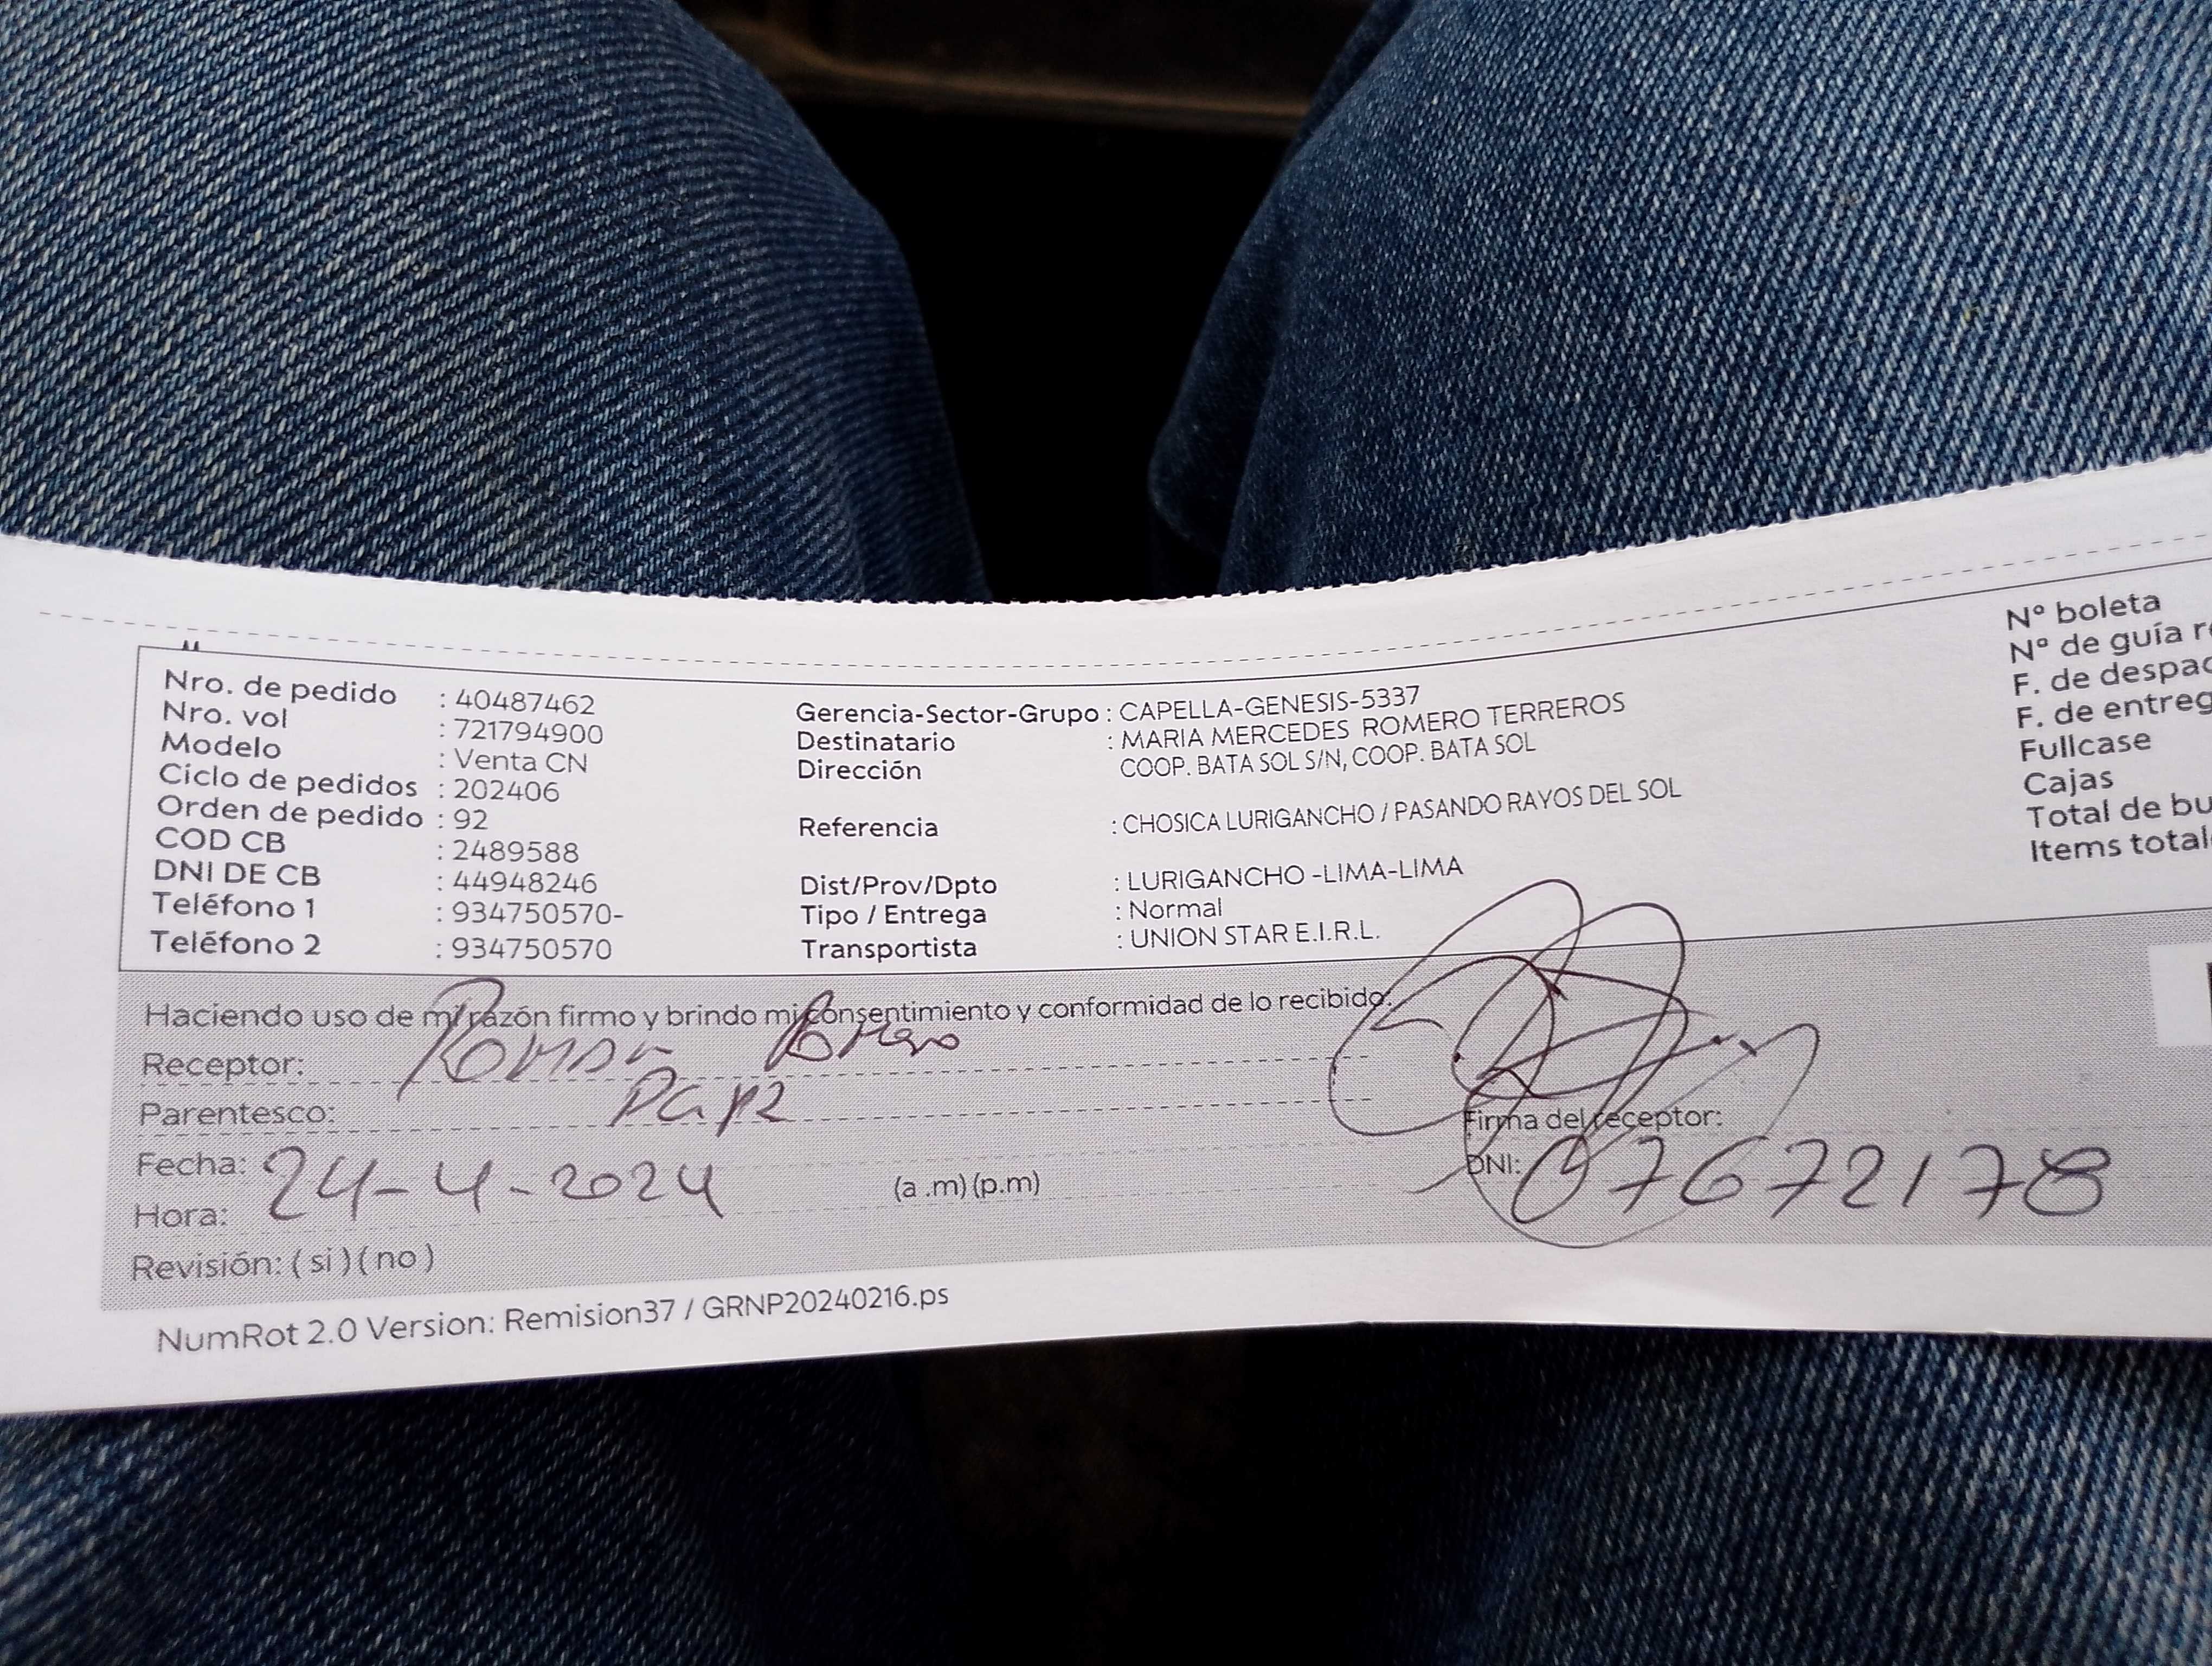 Nro. de pedido : 40487462
Nro. vol : 721794900
Modelo : Venta CN
Ciclo de pedidos : 202406
Orden de pedido : 92
COD CB : 2489588
DNI DE CB : 44948246
Teléfono 1 : 934750570-
Teléfono 2 : 934750570
Gerencia-Sector-Grupo : CAPELLA-GENESIS-5337
Destinatario : MARIA MERCEDES ROMERO TERREROS
Dirección COOP. BATA SOL S/N, COOP. BATA SOL
Referencia : CHOSICA LURIGANCHO / PASANDO RAYOS DEL SOL
Dist/Prov/Dpto : LURIGANCHO -LIMA-LIMA
Tipo / Entrega : Normal
Transportista : UNION STAR E.I.R.L.
N° boleta
N° de guía
F. de despac
F. de entreg
Fullcase
Cajas
Total de bu
Items total
Haciendo uso de mi razón firmo y brindo mi consentimiento y conformidad de lo recibido.
Receptor:
Parentesco:
Fecha: 24-4-2024 (a .m) (p.m)
Hora:
Revisión: ( si ) ( no )
Firma del receptor:
DNI: 07672178
NumRot 2.0 Version: Remision37 / GRNP20240216.ps